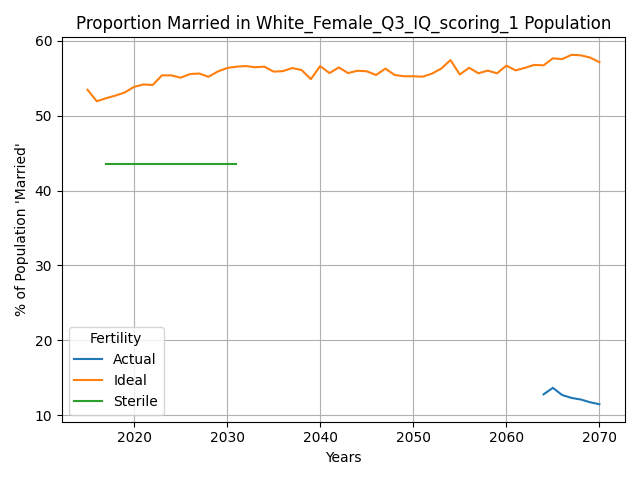 Proportion Married in White_Female_Q3_IQ_scoring_1 Population
% of Population 'Married'
60
50
40
30
20
10
Fertility
Actual
Ideal
Sterile
2020 2030 2040 2050 2060 2070
Years